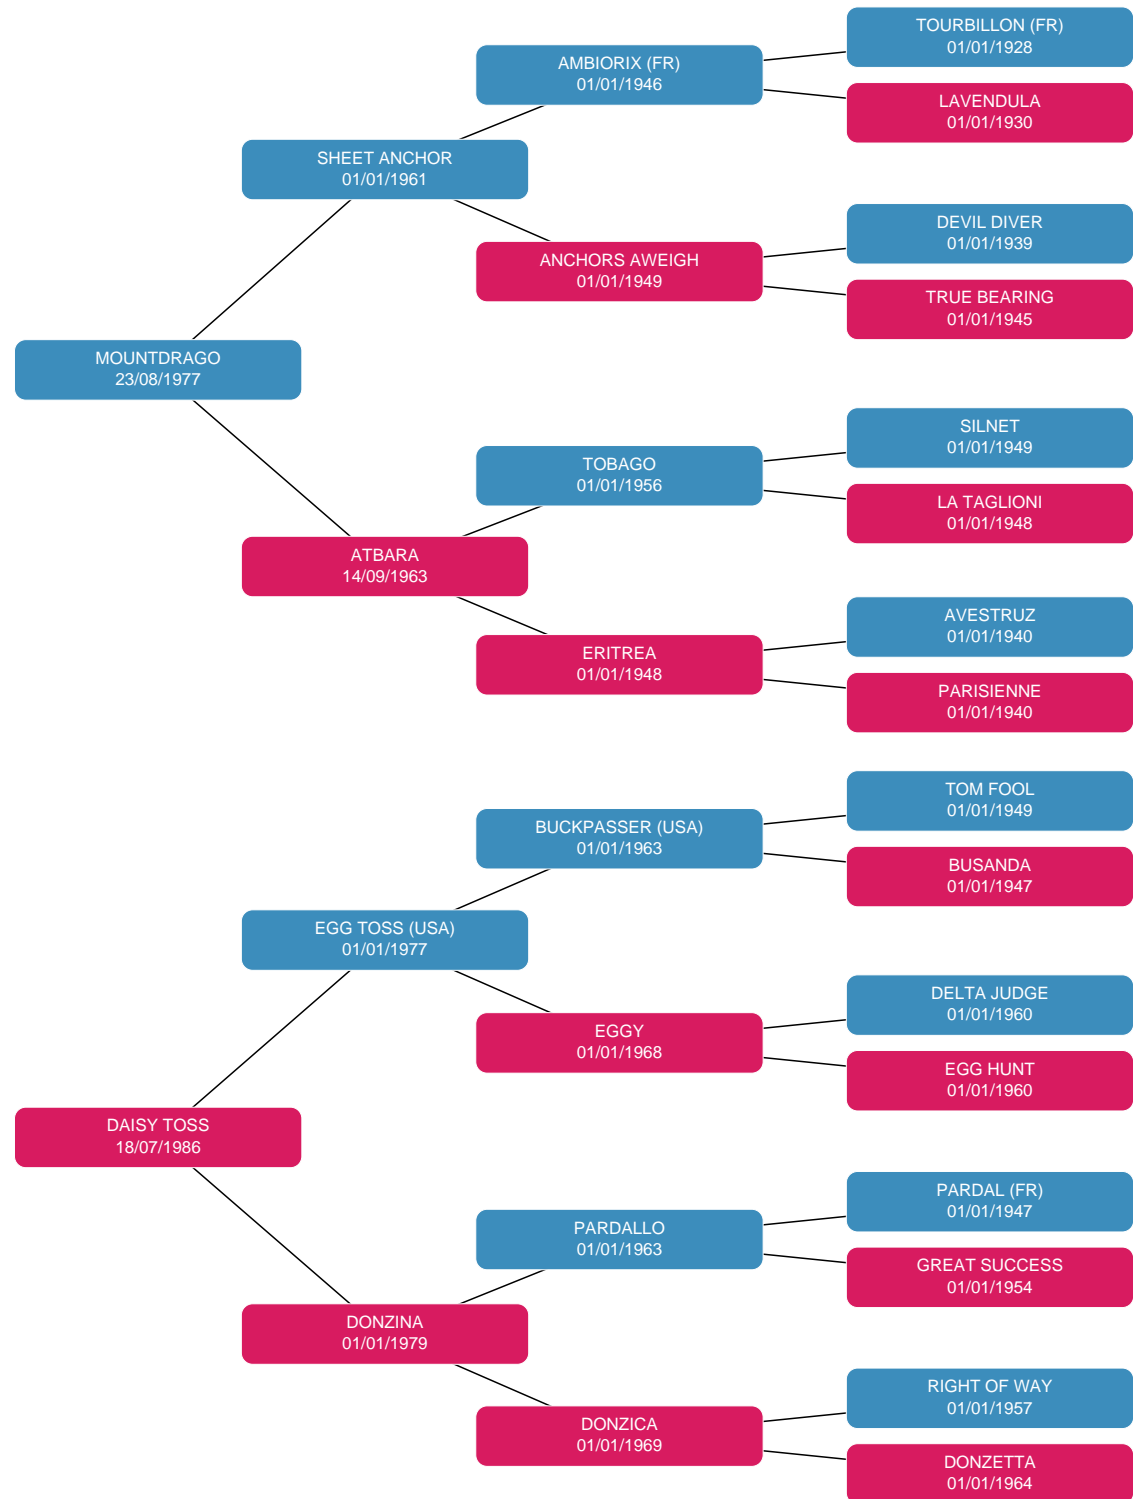 TOURBILLON (FR)
01/01/1928
AMBIORIX (FR)
01/01/1946
LAVENDULA
01/01/1930
SHEET ANCHOR
01/01/1961
DEVIL DIVER
01/01/1939
ANCHORS AWEIGH
01/01/1949
TRUE BEARING
01/01/1945
MOUNTDRAGO
23/08/1977
SILNET
01/01/1949
TOBAGO
01/01/1956
LA TAGLIONI
01/01/1948
ATBARA
14/09/1963
AVESTRUZ
01/01/1940
ERITREA
01/01/1948
PARISIENNE
01/01/1940
TOM FOOL
01/01/1949
BUCKPASSER (USA)
01/01/1963
BUSANDA
01/01/1947
EGG TOSS (USA)
01/01/1977
DELTA JUDGE
01/01/1960
EGGY
01/01/1968
EGG HUNT
01/01/1960
DAISY TOSS
18/07/1986
PARDAL (FR)
01/01/1947
PARDALLO
01/01/1963
GREAT SUCCESS
01/01/1954
DONZINA
01/01/1979
RIGHT OF WAY
01/01/1957
DONZICA
01/01/1969
DONZETTA
01/01/1964